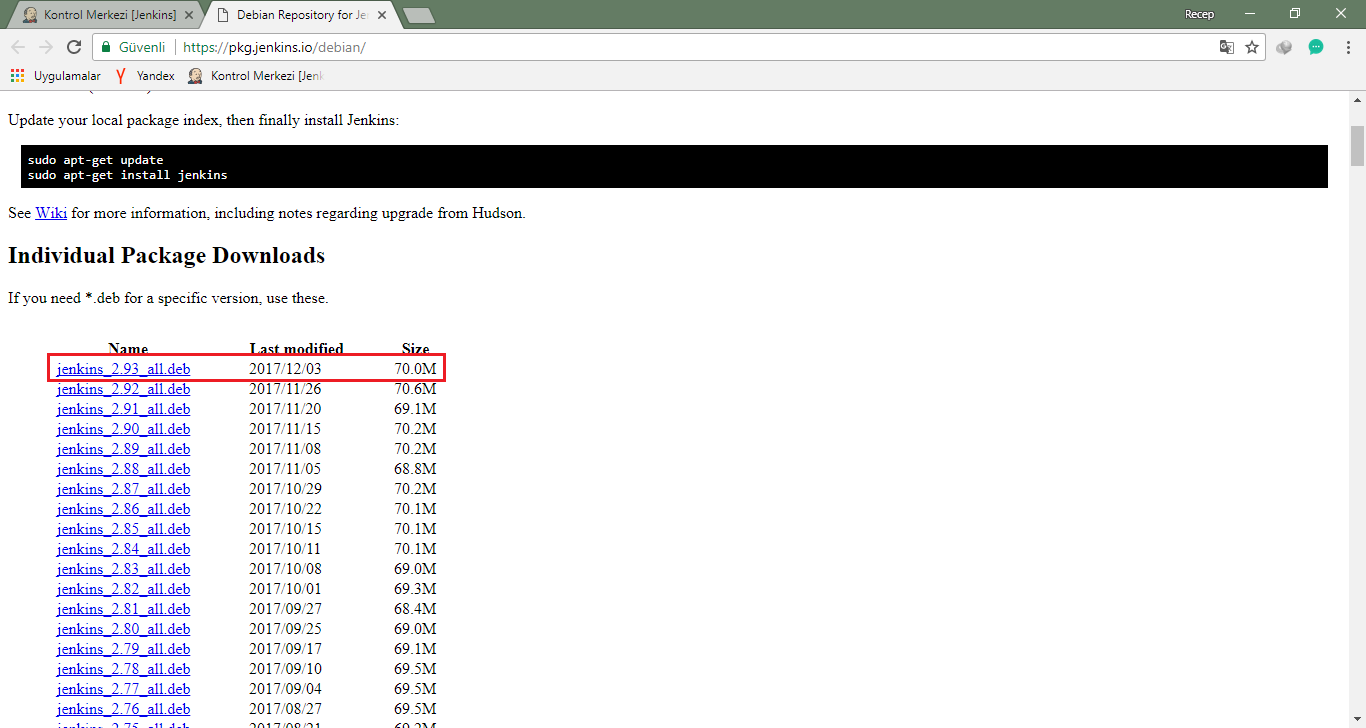 Kontrol Merkezi [Jenkins]
Debian Repository for Je
Recep
Güvenli
https://pkg.jenkins.io/debian/
Uygulamalar
Yandex
Kontrol Merkezi [Jenk
Update your local package index, then finally install Jenkins:
sudo apt-get update
sudo apt-get install jenkins
See Wiki for more information, including notes regarding upgrade from Hudson.
Individual Package Downloads
If you need *.deb for a specific version, use these.
Name Last modified Size
jenkins_2.93_all.deb 2017/12/03 70.0M
jenkins_2.92_all.deb 2017/11/26 70.6M
jenkins_2.91_all.deb 2017/11/20 69.1M
jenkins_2.90_all.deb 2017/11/15 70.2M
jenkins_2.89_all.deb 2017/11/08 70.2M
jenkins_2.88_all.deb 2017/11/05 68.8M
jenkins_2.87_all.deb 2017/10/29 70.2M
jenkins_2.86_all.deb 2017/10/22 70.1M
jenkins_2.85_all.deb 2017/10/15 70.1M
jenkins_2.84_all.deb 2017/10/11 70.1M
jenkins_2.83_all.deb 2017/10/08 69.0M
jenkins_2.82_all.deb 2017/10/01 69.3M
jenkins_2.81_all.deb 2017/09/27 68.4M
jenkins_2.80_all.deb 2017/09/25 69.0M
jenkins_2.79_all.deb 2017/09/17 69.1M
jenkins_2.78_all.deb 2017/09/10 69.5M
jenkins_2.77_all.deb 2017/09/04 69.5M
jenkins_2.76_all.deb 2017/08/27 69.5M
jenkins_2.75_all.deb 2017/08/21 69.2M